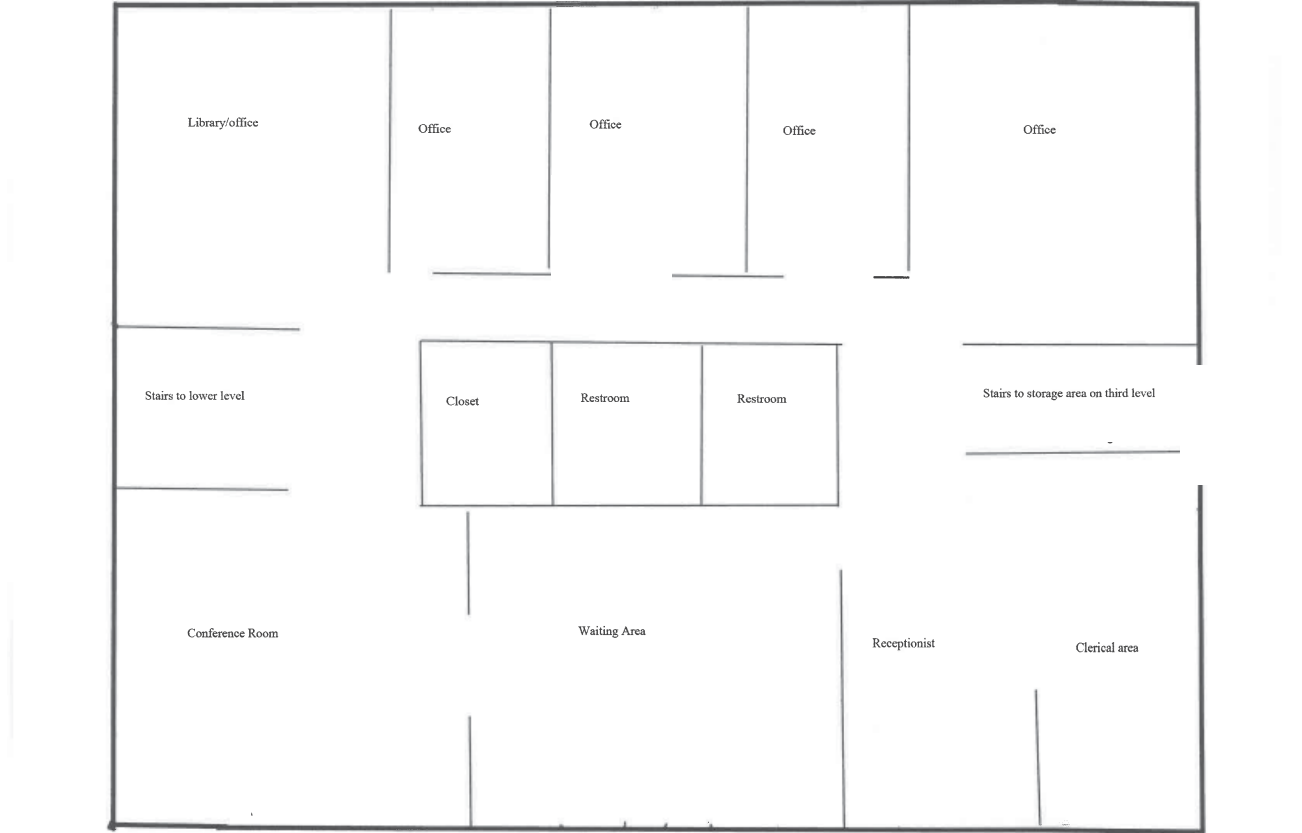 Library/office
Office
Office
Office
Office
Stairs to lower level
Closet
Restroom
Restroom
Stairs to storage area on third level
Conference Room
Waiting Area
Receptionist
Clerical area